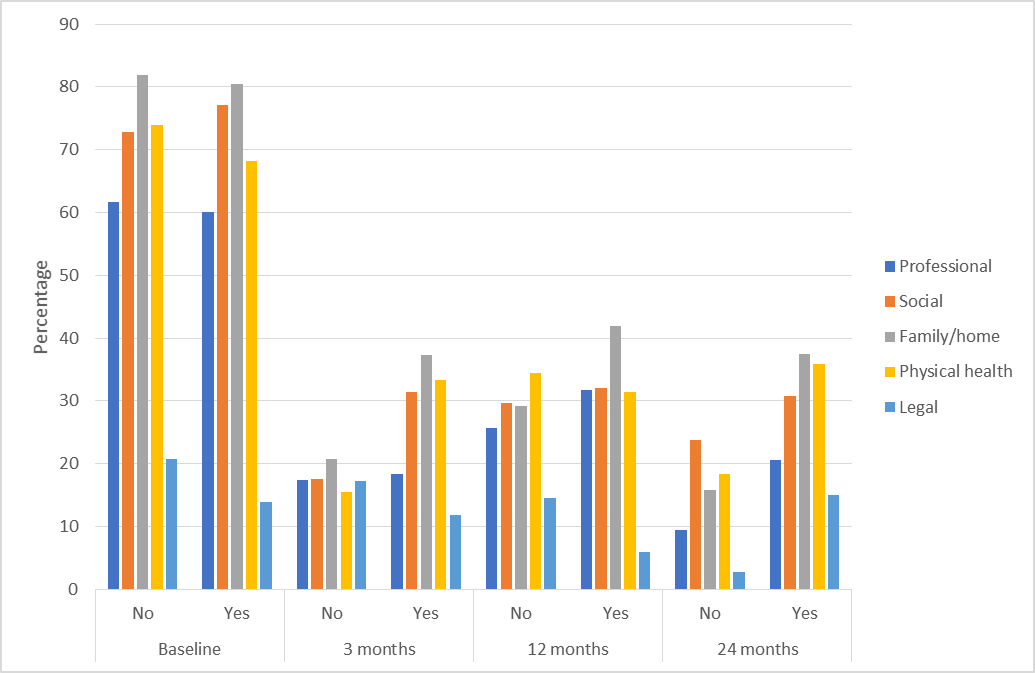 90
80
70
60
50
40
30
20
10
0
Percentage
No Yes No Yes No Yes No Yes
Baseline 3 months 12 months 24 months
Professional
Social
Family/home
Physical health
Legal